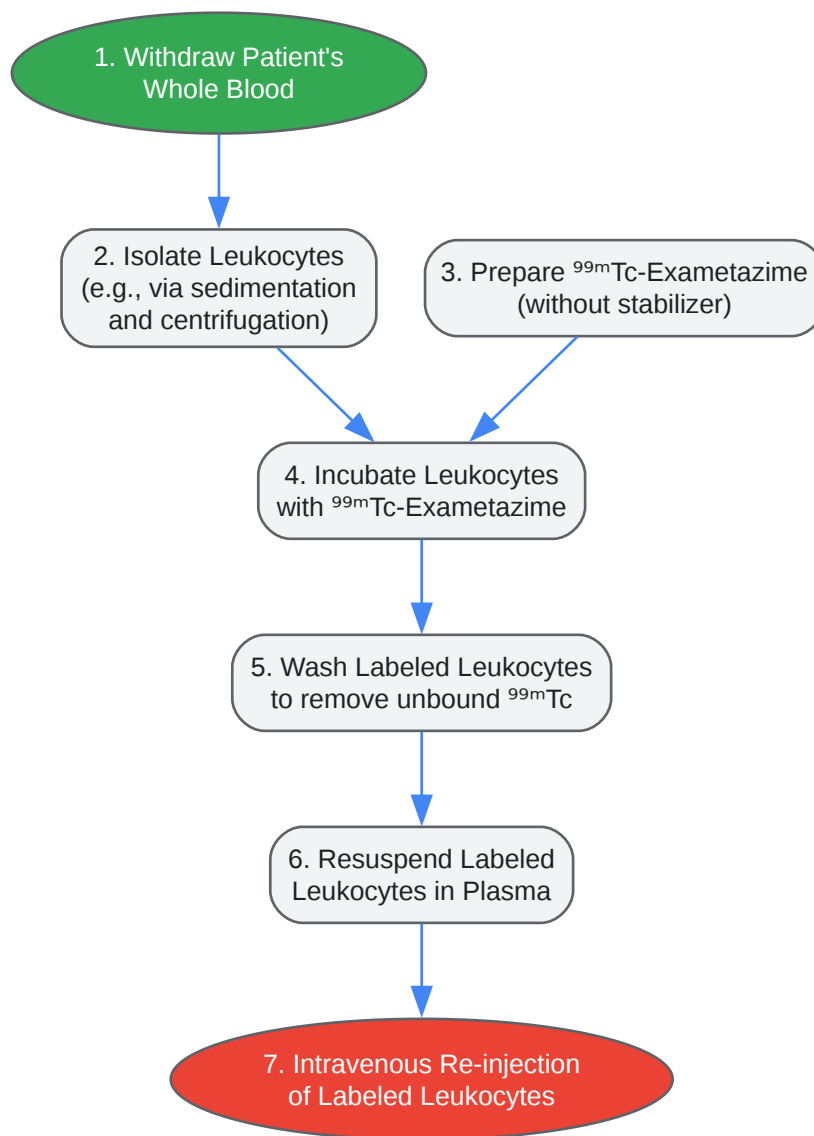 1. Withdraw Patient's
Whole Blood
2. Isolate Leukocytes
(e.g., via sedimentation
and centrifugation)
3. Prepare ⁹⁹ᵐTc-Exametazime
(without stabilizer)
4. Incubate Leukocytes
with ⁹⁹ᵐTc-Exametazime
5. Wash Labeled Leukocytes
to remove unbound ⁹⁹ᵐTc
6. Resuspend Labeled
Leukocytes in Plasma
7. Intravenous Re-injection
of Labeled Leukocytes